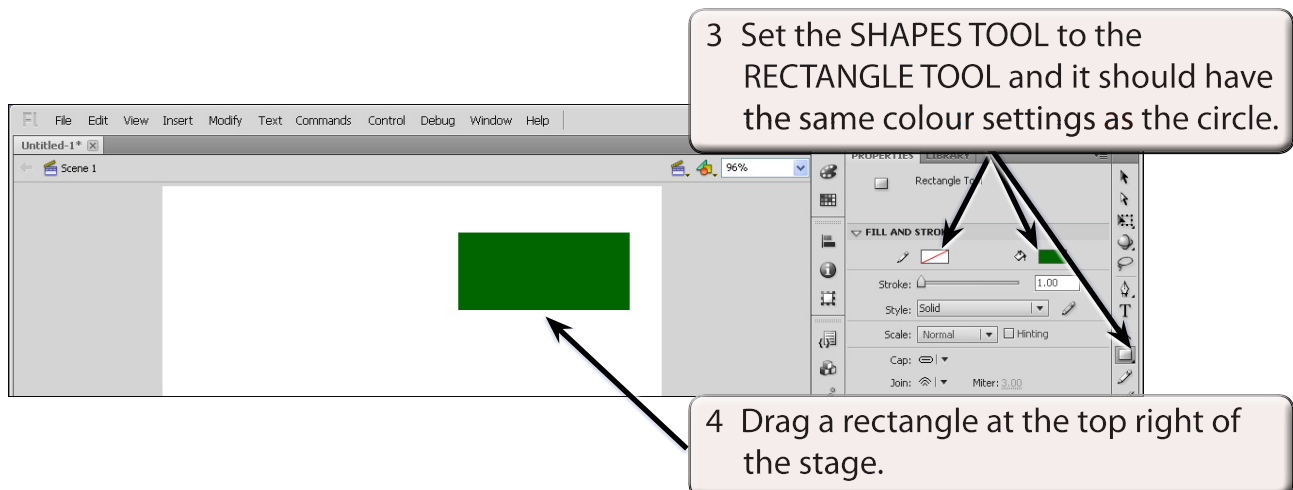 3 Set the SHAPES TOOL to the
RECTANGLE TOOL and it should have
the same colour settings as the circle.
Fl File Edit View Insert Modify Text Commands Control Debug Window Help
Untitled-1*
Scene 1 96%
PROPERTIES LIBRARY
Rectangle
FILL AND
Stroke: 1.00
Style: Solid
Scale: Normal Hinting
Cap:
Join: Miter: 3.00
T
4 Drag a rectangle at the top right of
the stage.